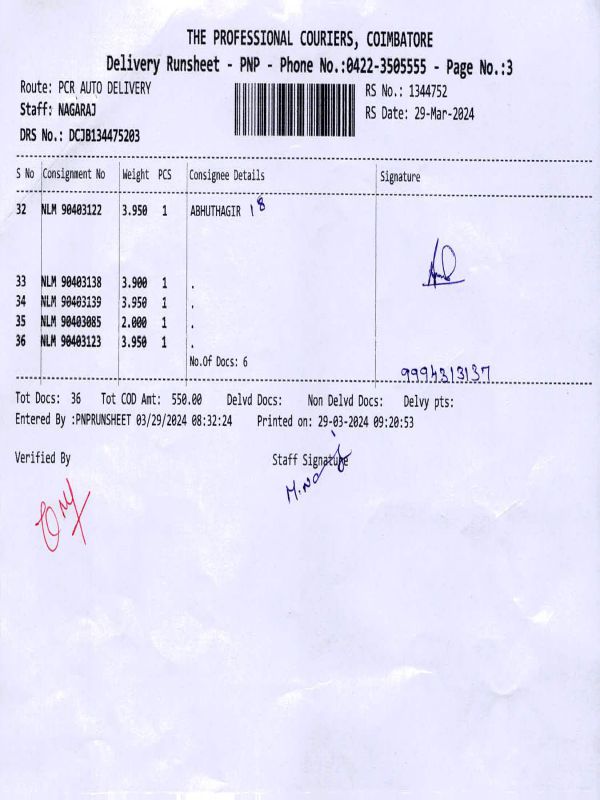 THE PROFESSIONAL COURIERS, COIMBATORE
Delivery Runsheet - PNP - Phone No.:0422-3505555 - Page No.:3
Route: PCR AUTO DELIVERY RS No.: 1344752
Staff: NAGARAJ RS Date: 29-Mar-2024
DRS No.: DCJB134475203
S No Consignment No Weight PCS Consignee Details Signature
32 NLM 90403122 3.950 1 ABHUTHAGIR 18
33 NLM 90403138 3.900 1 .
34 NLM 90403139 3.950 1 .
35 NLM 90403085 2.000 1 .
36 NLM 90403123 3.950 1 .
No.Of Docs: 6
9994313137
Tot Docs: 36 Tot COD Amt: 550.00 Delvd Docs: Non Delvd Docs: Delvy pts:
Entered By :PNPRUNSHEET 03/29/2024 08:32:24 Printed on: 29-03-2024 09:20:53
Verified By Staff Signature